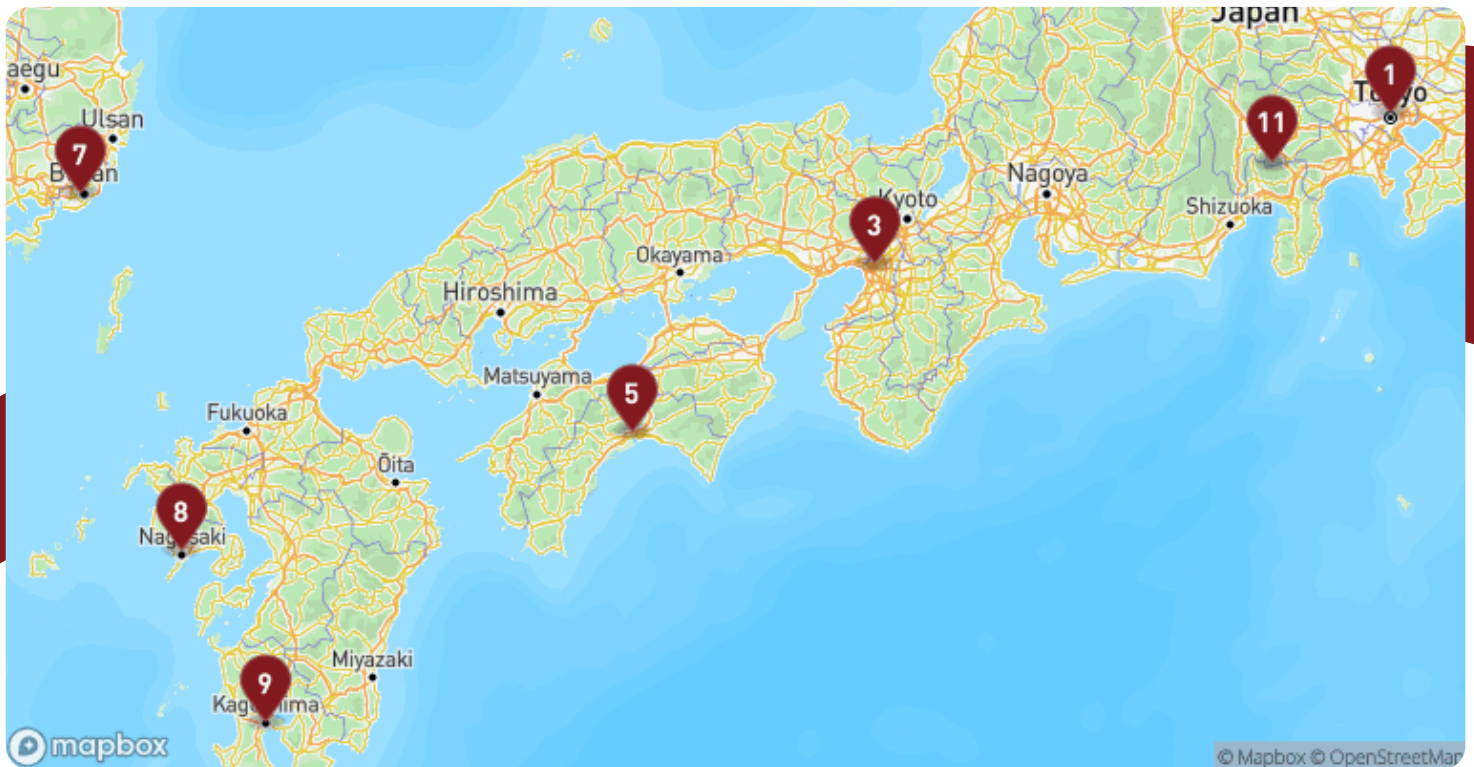 Japan
1
Tokyo
11
aegu
Ulsan
7
Busan
Nagoya
Kyoto
3
Shizuoka
Okayama
Hiroshima
Matsuyama
5
Fukuoka
Ōita
8
Nagasaki
Miyazaki
9
Kagoshima
mapbox
© Mapbox © OpenStreetMap